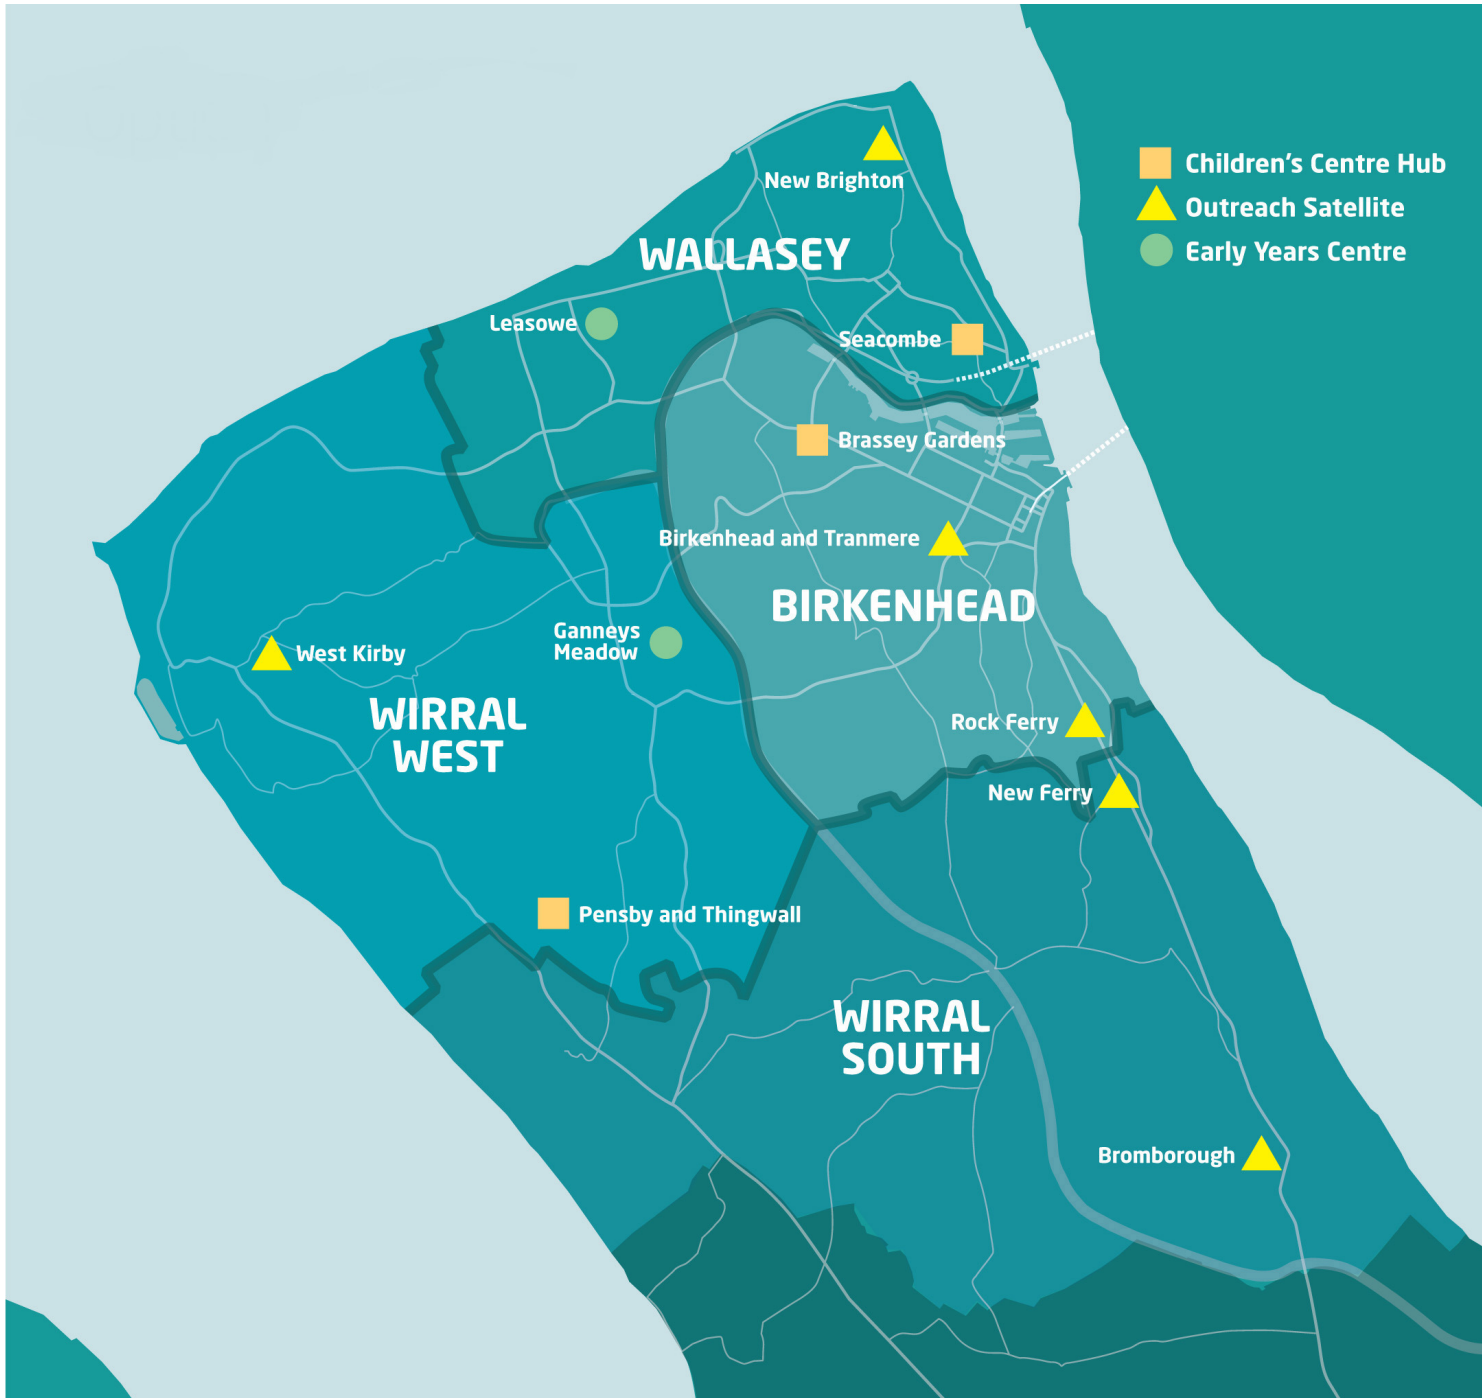 New Brighton
Children's Centre Hub
Outreach Satellite
Early Years Centre
WALLASEY
Leasowe
Seacombe
Brassey Gardens
Birkenhead and Tranmere
BIRKENHEAD
Ganneys
Meadow
West Kirby
WIRRAL
WEST
Rock Ferry
New Ferry
Pensby and Thingwall
WIRRAL
SOUTH
Bromborough